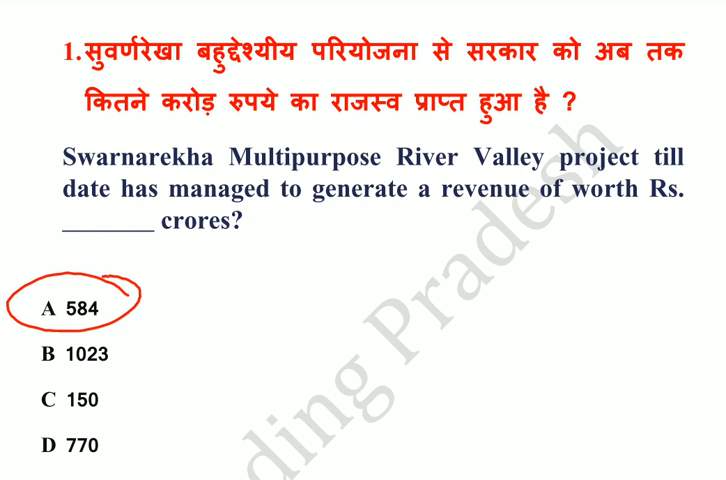 1.सुवर्णरेखा बहुद्देश्यीय परियोजना से सरकार को अब तक
कितने करोड़ रुपये का राजस्व प्राप्त हुआ है ?
Swarnarekha Multipurpose River Valley project till
date has managed to generate a revenue of worth Rs.
_______ crores?
A 584
B 1023
C 150
D 770
ding Pradesh